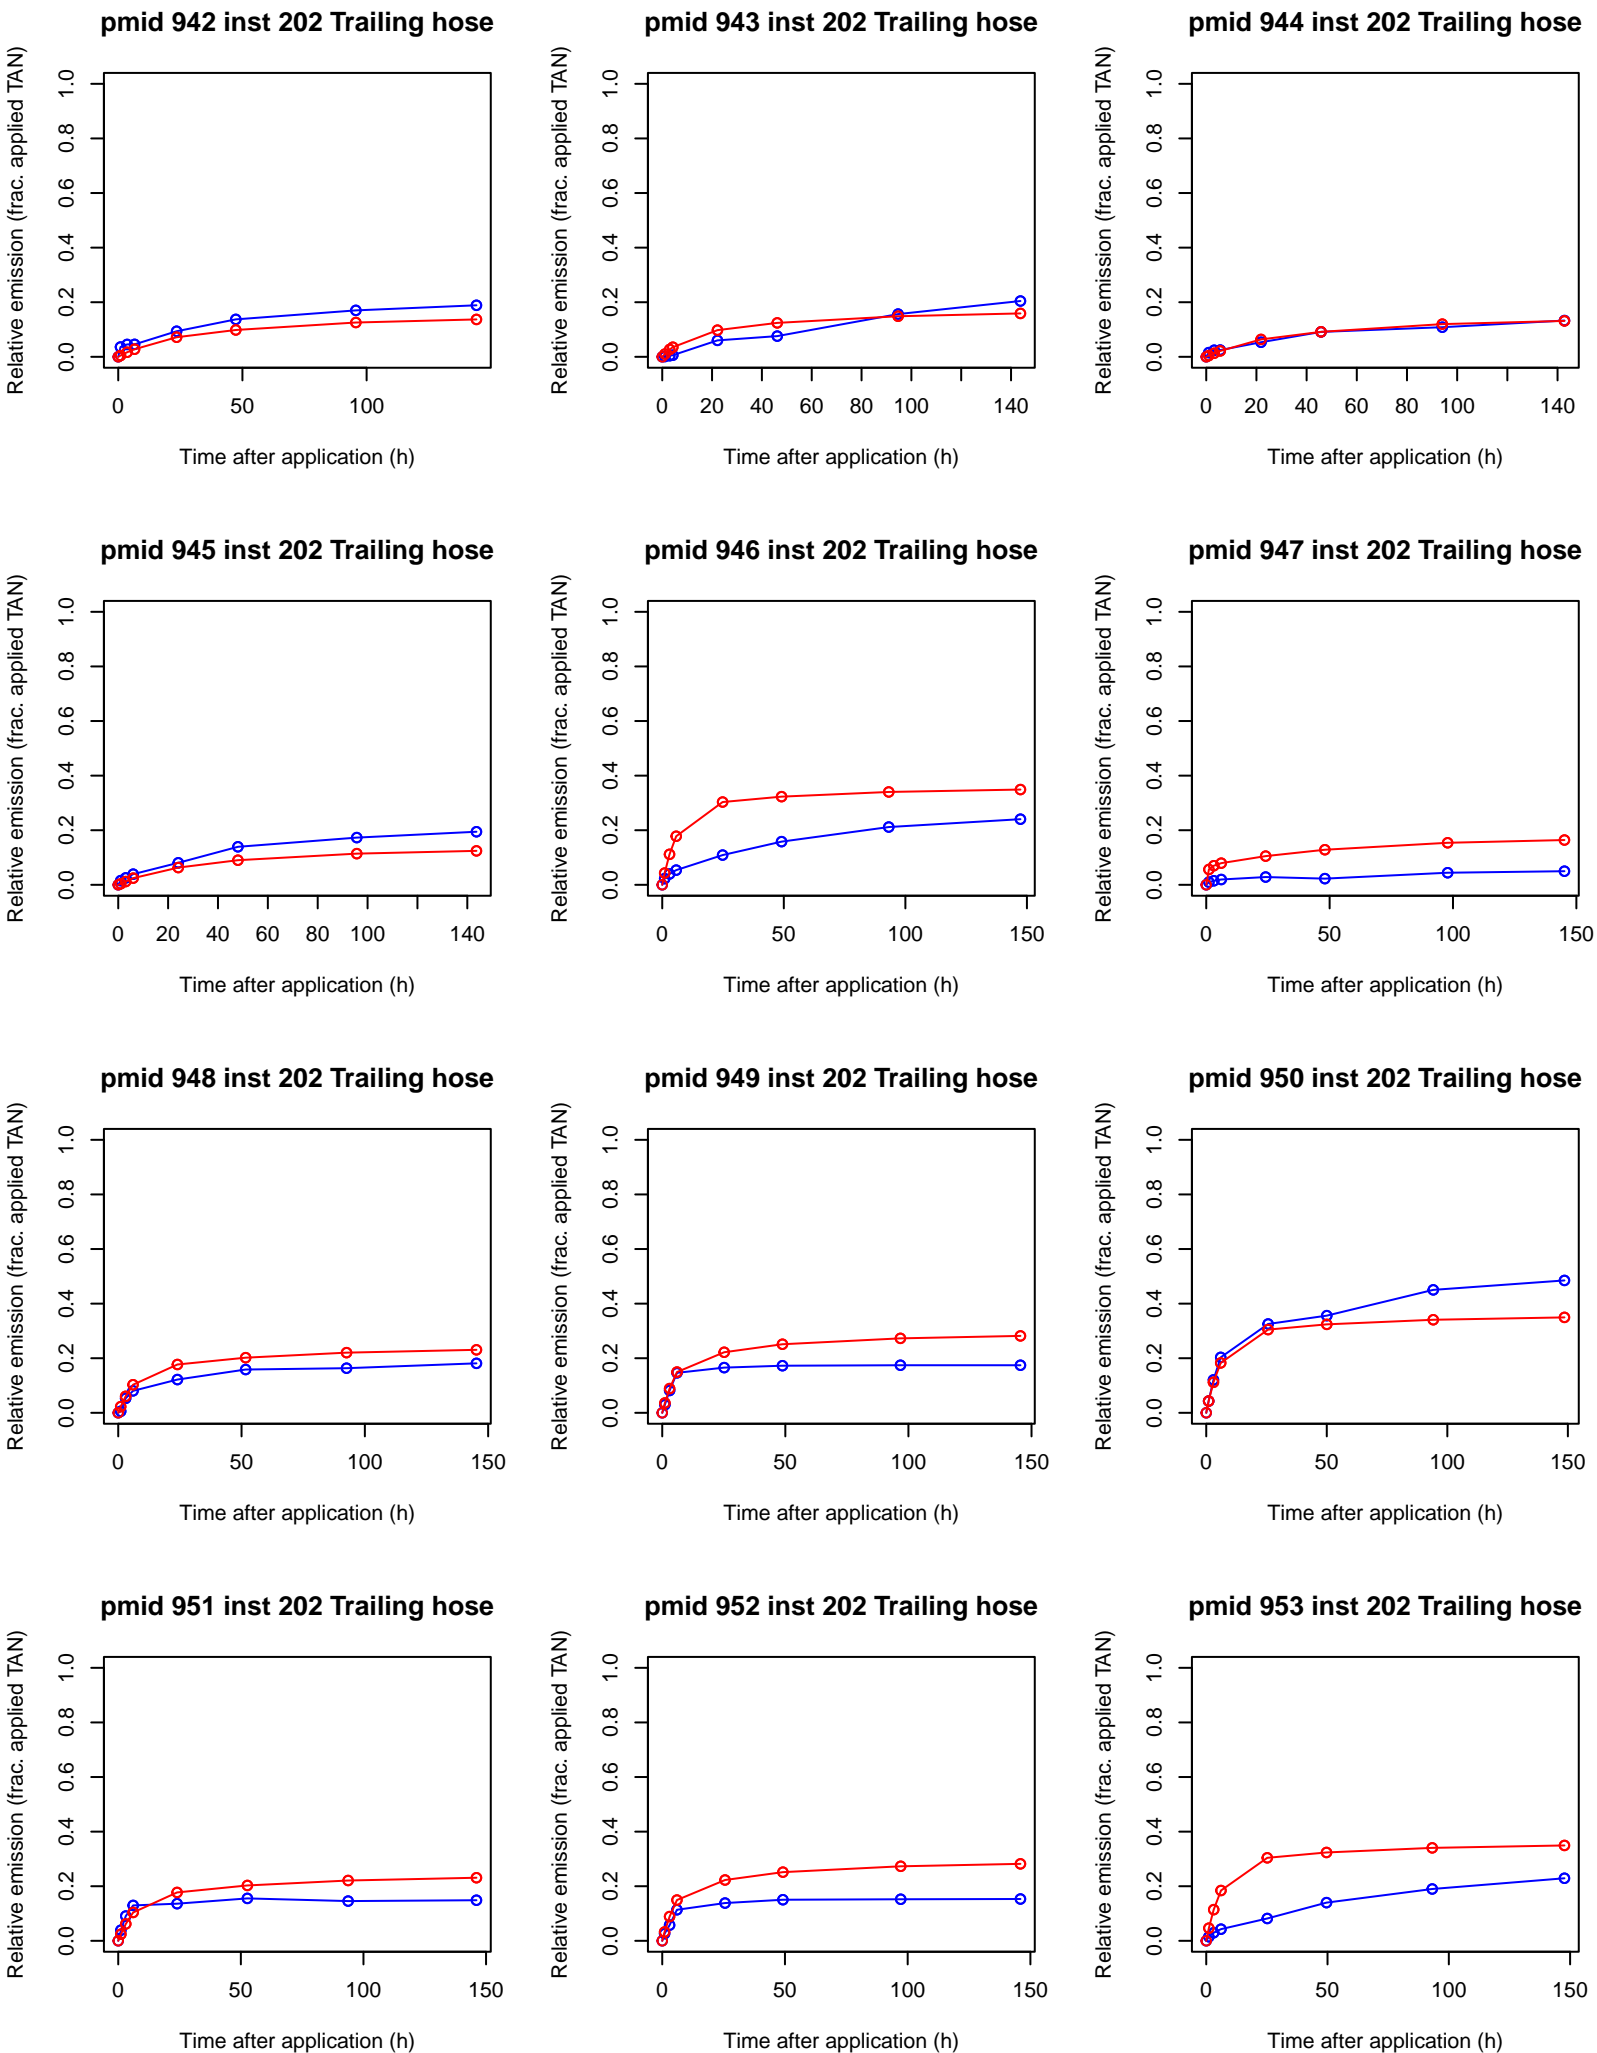 pmid 942 inst 202 Trailing hose
Relative emission (frac. applied TAN)
1.0
0.8
0.6
0.4
0.2
0.0
0 50 100
Time after application (h)
pmid 943 inst 202 Trailing hose
Relative emission (frac. applied TAN)
1.0
0.8
0.6
0.4
0.2
0.0
0 20 40 60 80 100 140
Time after application (h)
pmid 944 inst 202 Trailing hose
Relative emission (frac. applied TAN)
1.0
0.8
0.6
0.4
0.2
0.0
0 20 40 60 80 100 140
Time after application (h)
pmid 945 inst 202 Trailing hose
Relative emission (frac. applied TAN)
1.0
0.8
0.6
0.4
0.2
0.0
0 20 40 60 80 100 140
Time after application (h)
pmid 946 inst 202 Trailing hose
Relative emission (frac. applied TAN)
1.0
0.8
0.6
0.4
0.2
0.0
0 50 100 150
Time after application (h)
pmid 947 inst 202 Trailing hose
Relative emission (frac. applied TAN)
1.0
0.8
0.6
0.4
0.2
0.0
0 50 100 150
Time after application (h)
pmid 948 inst 202 Trailing hose
Relative emission (frac. applied TAN)
1.0
0.8
0.6
0.4
0.2
0.0
0 50 100 150
Time after application (h)
pmid 949 inst 202 Trailing hose
Relative emission (frac. applied TAN)
1.0
0.8
0.6
0.4
0.2
0.0
0 50 100 150
Time after application (h)
pmid 950 inst 202 Trailing hose
Relative emission (frac. applied TAN)
1.0
0.8
0.6
0.4
0.2
0.0
0 50 100 150
Time after application (h)
pmid 951 inst 202 Trailing hose
Relative emission (frac. applied TAN)
1.0
0.8
0.6
0.4
0.2
0.0
0 50 100 150
Time after application (h)
pmid 952 inst 202 Trailing hose
Relative emission (frac. applied TAN)
1.0
0.8
0.6
0.4
0.2
0.0
0 50 100 150
Time after application (h)
pmid 953 inst 202 Trailing hose
Relative emission (frac. applied TAN)
1.0
0.8
0.6
0.4
0.2
0.0
0 50 100 150
Time after application (h)